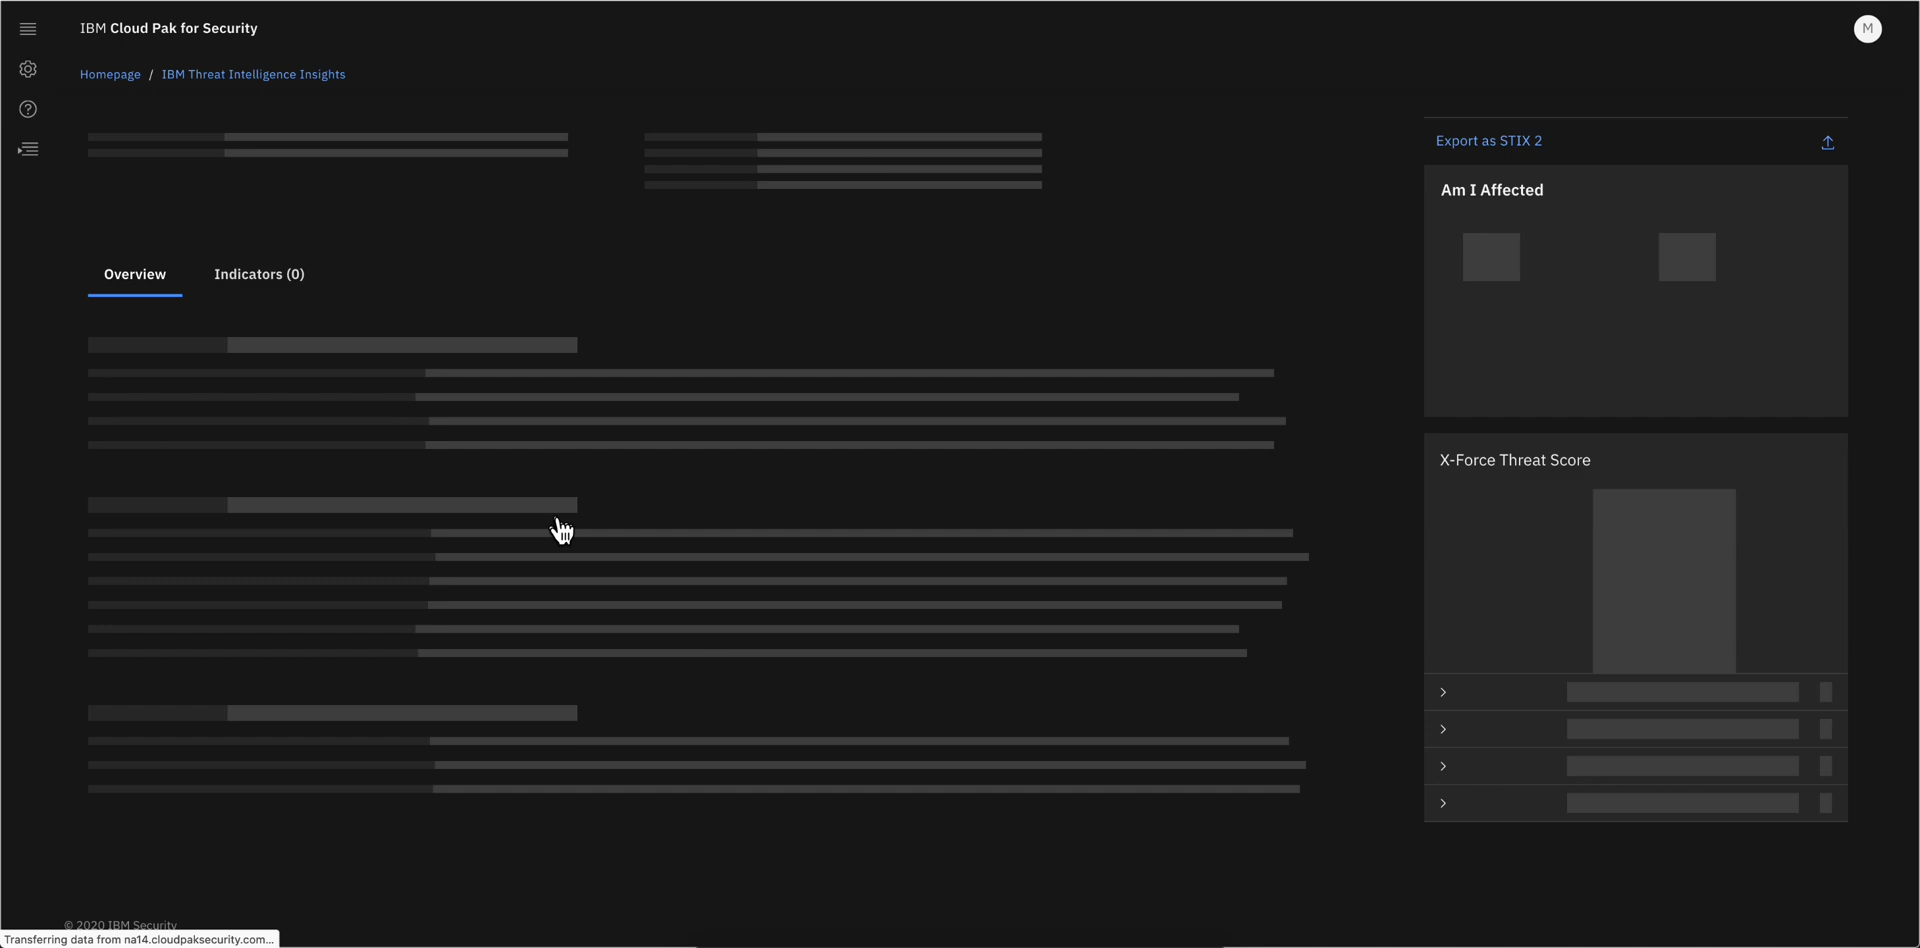 IBM Cloud Pak for Security
M
Homepage / IBM Threat Intelligence Insights
Export as STIX 2
Am I Affected
Overview
Indicators (0)
X-Force Threat Score
© 2020 IBM Security
Transferring data from na14.cloudpaksecurity.com...